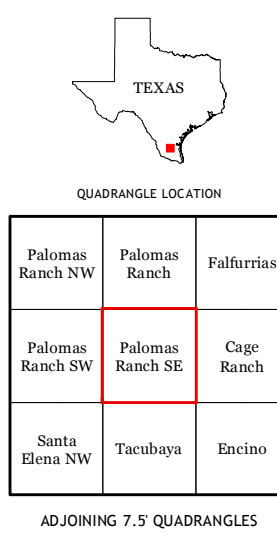 TEXAS
QUADRANGLE LOCATION
Palomas
Ranch NW
Palomas
Ranch
Falfurrias
Palomas
Ranch SW
Palomas
Ranch SE
Cage
Ranch
Santa
Elena NW
Tacubaya
Encino
ADJOINING 7.5' QUADRANGLES